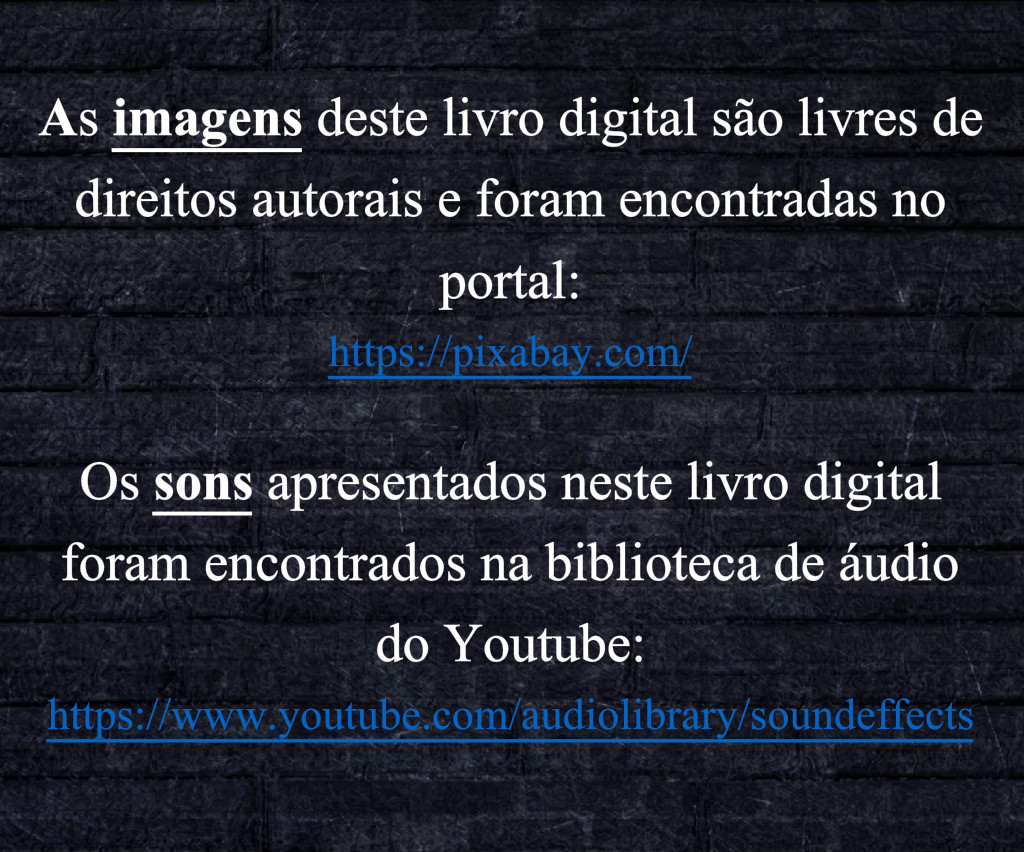 As imagens deste livro digital são livres de
direitos autorais e foram encontradas no
portal:
https://pixabay.com/
Os sons apresentados neste livro digital
foram encontrados na biblioteca de áudio
do Youtube:
https://www.youtube.com/audiolibrary/soundeffects